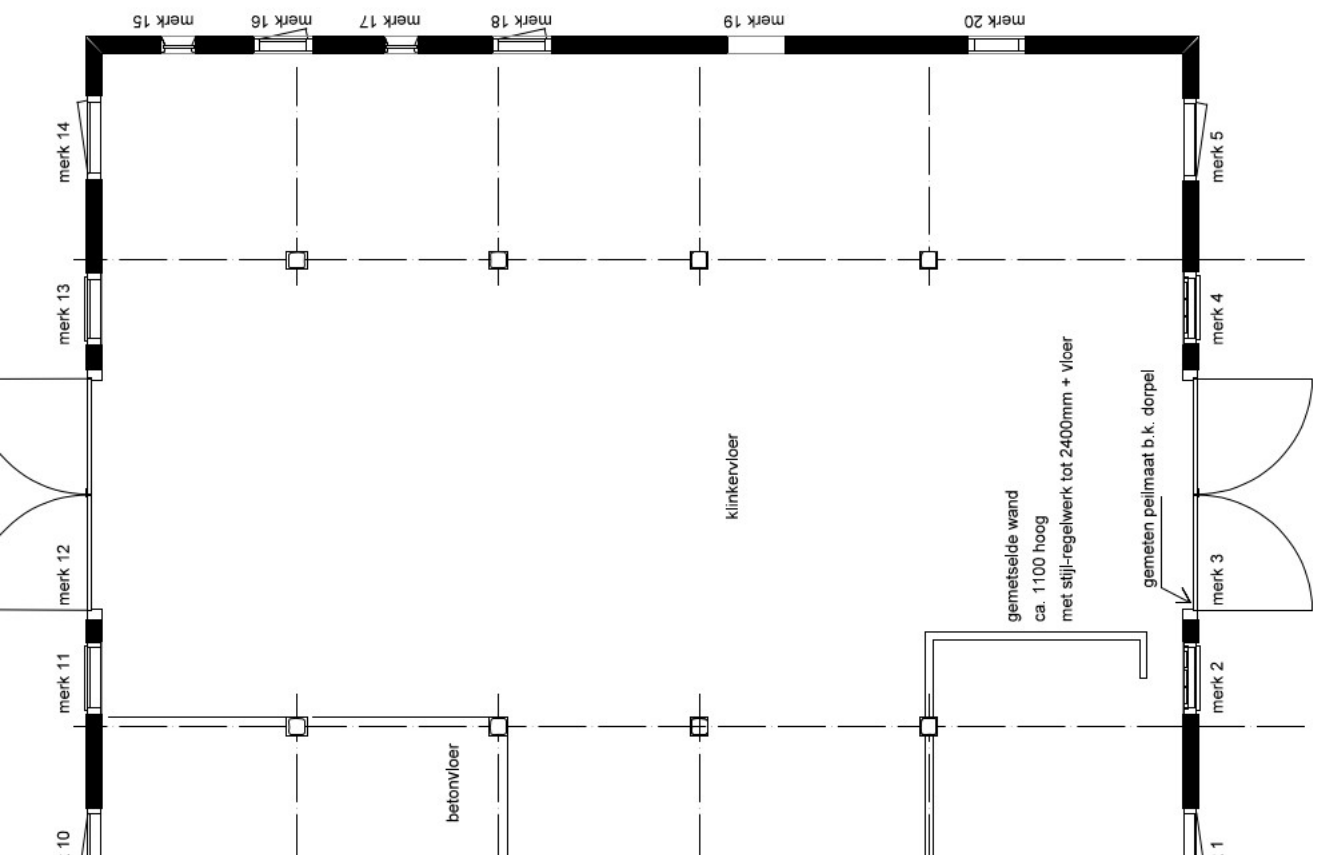 merk 15
merk 16
merk 17
merk 18
merk 19
merk 20
merk 14
merk 5
merk 13
merk 4
klinkervloer
gemetselde wand
ca. 1100 hoog
met stijl-regelwerk tot 2400mm + vloer
gemeten peilmaat b.k. dorpel
merk 12
merk 3
merk 11
merk 2
betonvloer
10
1